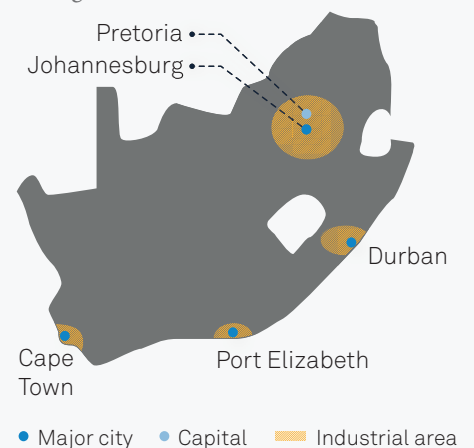 Pretoria
Johannesburg
Durban
Port Elizabeth
Cape
Town
Major city
Capital
Industrial area